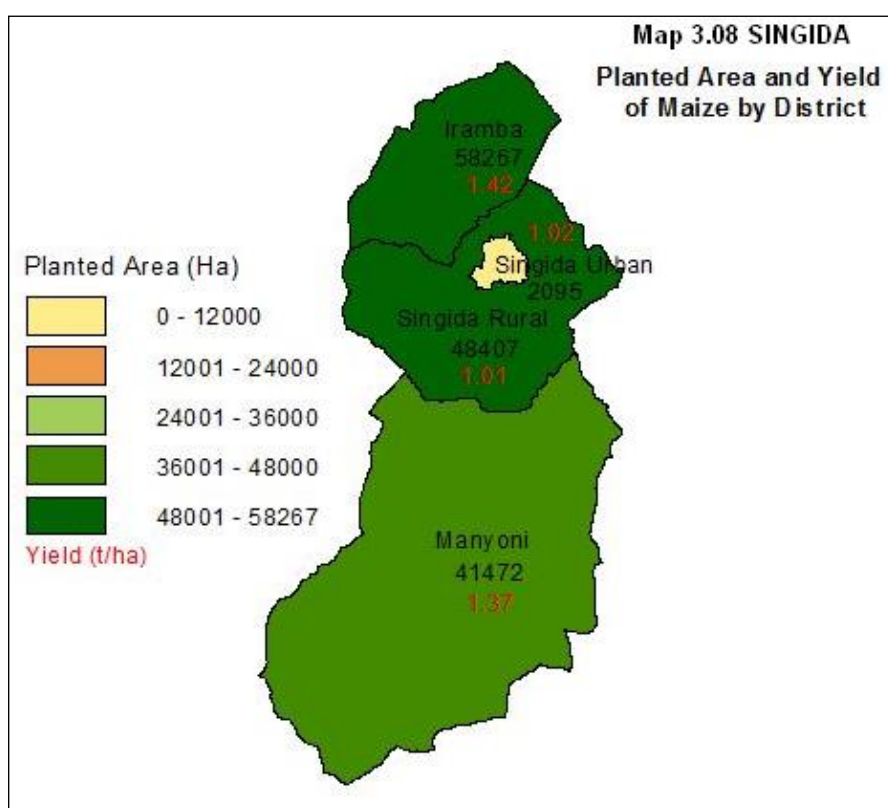 Map 3.08 SINGIDA
Planted Area and Yield
of Maize by District
Iramba
58267
1.42
1.02
Singida Urban
2095
Singida Rural
48407
1.01
Manyoni
41472
1.37
Planted Area (Ha)
0 - 12000
12001 - 24000
24001 - 36000
36001 - 48000
48001 - 58267
Yield (t/ha)